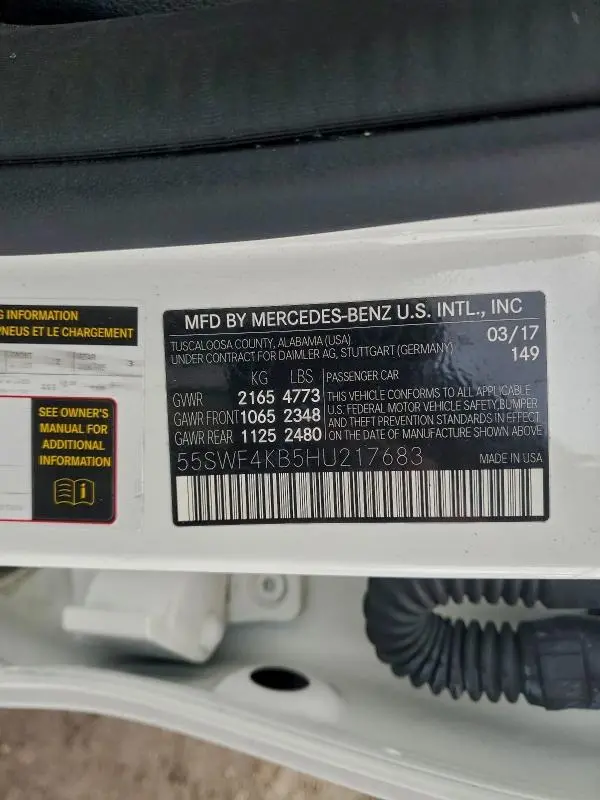 G INFORMATION
PNEUS ET LE CHARGEMENT
SEE OWNER'S
MANUAL FOR
ADDITIONAL
INFORMATION
MFD BY MERCEDES-BENZ U.S. INTL., INC
TUSCALOOSA COUNTY, ALABAMA (USA)
UNDER CONTRACT FOR DAIMLER AG, STUTTGART (GERMANY)
03/17
149
KG LBS
GVWR 2165 4773
GAWR FRONT 1065 2348
GAWR REAR 1125 2480
PASSENGER CAR
THIS VEHICLE CONFORMS TO ALL APPLICABLE
U.S. FEDERAL MOTOR VEHICLE SAFETY, BUMPER
AND THEFT PREVENTION STANDARDS IN EFFECT
ON THE DATE OF MANUFACTURE SHOWN ABOVE
55SWF4KB5HU217683
MADE IN USA